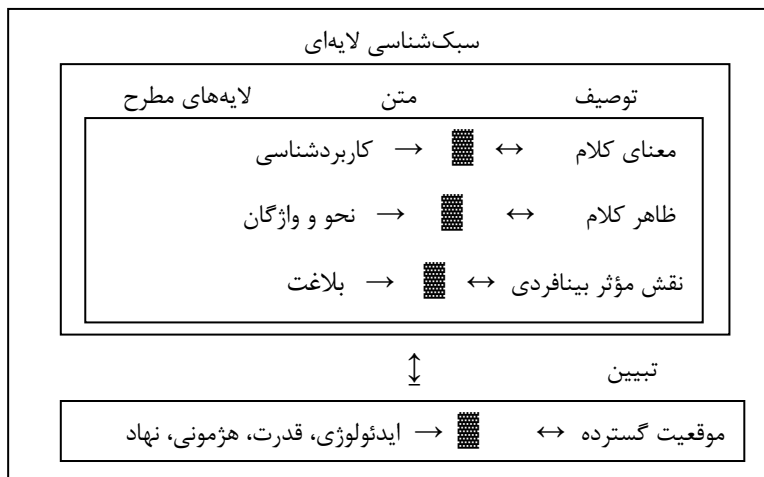 سبک‌شناسی لایه‌ای
توصیف متن لایه‌های مطرح
معنای کلام ↔ → کاربردشناسی
ظاهر کلام ↔ → نحو و واژگان
نقش مؤثر بینافردی ↔ → بلاغت
تبیین ↕
موقعیت گسترده ↔ → ایدئولوژی، قدرت، هژمونی، نهاد